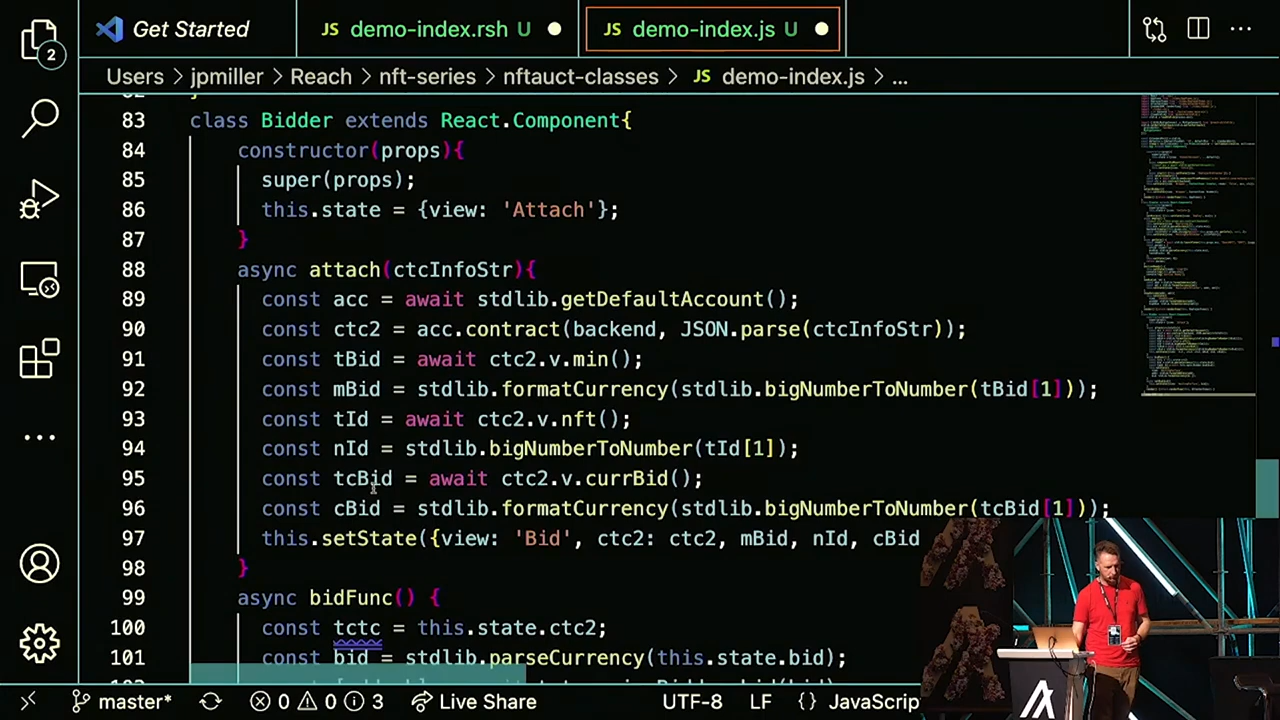 Get Started
JS demo-index.rsh U
JS demo-index.js U
2
Users > jpmiller > Reach > nft-series > nftauct-classes > JS demo-index.js > ...
83 class Bidder extends React.Component{
84 constructor(props){
85 super(props);
86 this.state = {view: 'Attach'};
87 }
88 async attach(ctcInfoStr){
89 const acc = await stdlib.getDefaultAccount();
90 const ctc2 = acc.contract(backend, JSON.parse(ctcInfoStr));
91 const tBid = await ctc2.v.min();
92 const mBid = stdlib.formatCurrency(stdlib.bigNumberToNumber(tBid[1]));
93 const tId = await ctc2.v.nft();
94 const nId = stdlib.bigNumberToNumber(tId[1]);
95 const tcBid = await ctc2.v.currBid();
96 const cBid = stdlib.formatCurrency(stdlib.bigNumberToNumber(tcBid[1]));
97 this.setState({view: 'Bid', ctc2: ctc2, mBid, nId, cBid
98 }
99 async bidFunc() {
100 const tctc = this.state.ctc2;
101 const bid = stdlib.parseCurrency(this.state.bid);
master* 0 0 3 Live Share UTF-8 LF {} JavaScrip